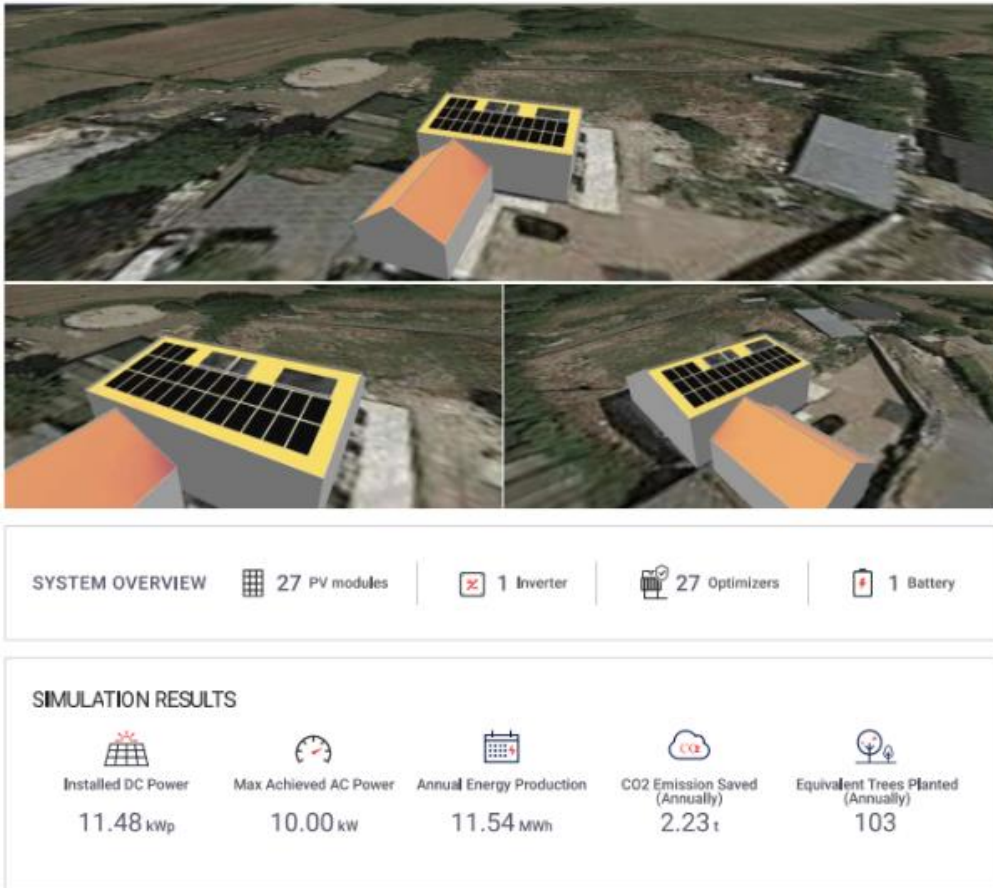 SYSTEM OVERVIEW 27 PV modules 1 Inverter 27 Optimizers 1 Battery
SIMULATION RESULTS
Installed DC Power Max Achieved AC Power Annual Energy Production CO2 Emission Saved (Annually) Equivalent Trees Planted (Annually)
11.48 kWp 10.00 kW 11.54 MWh 2.23 t 103